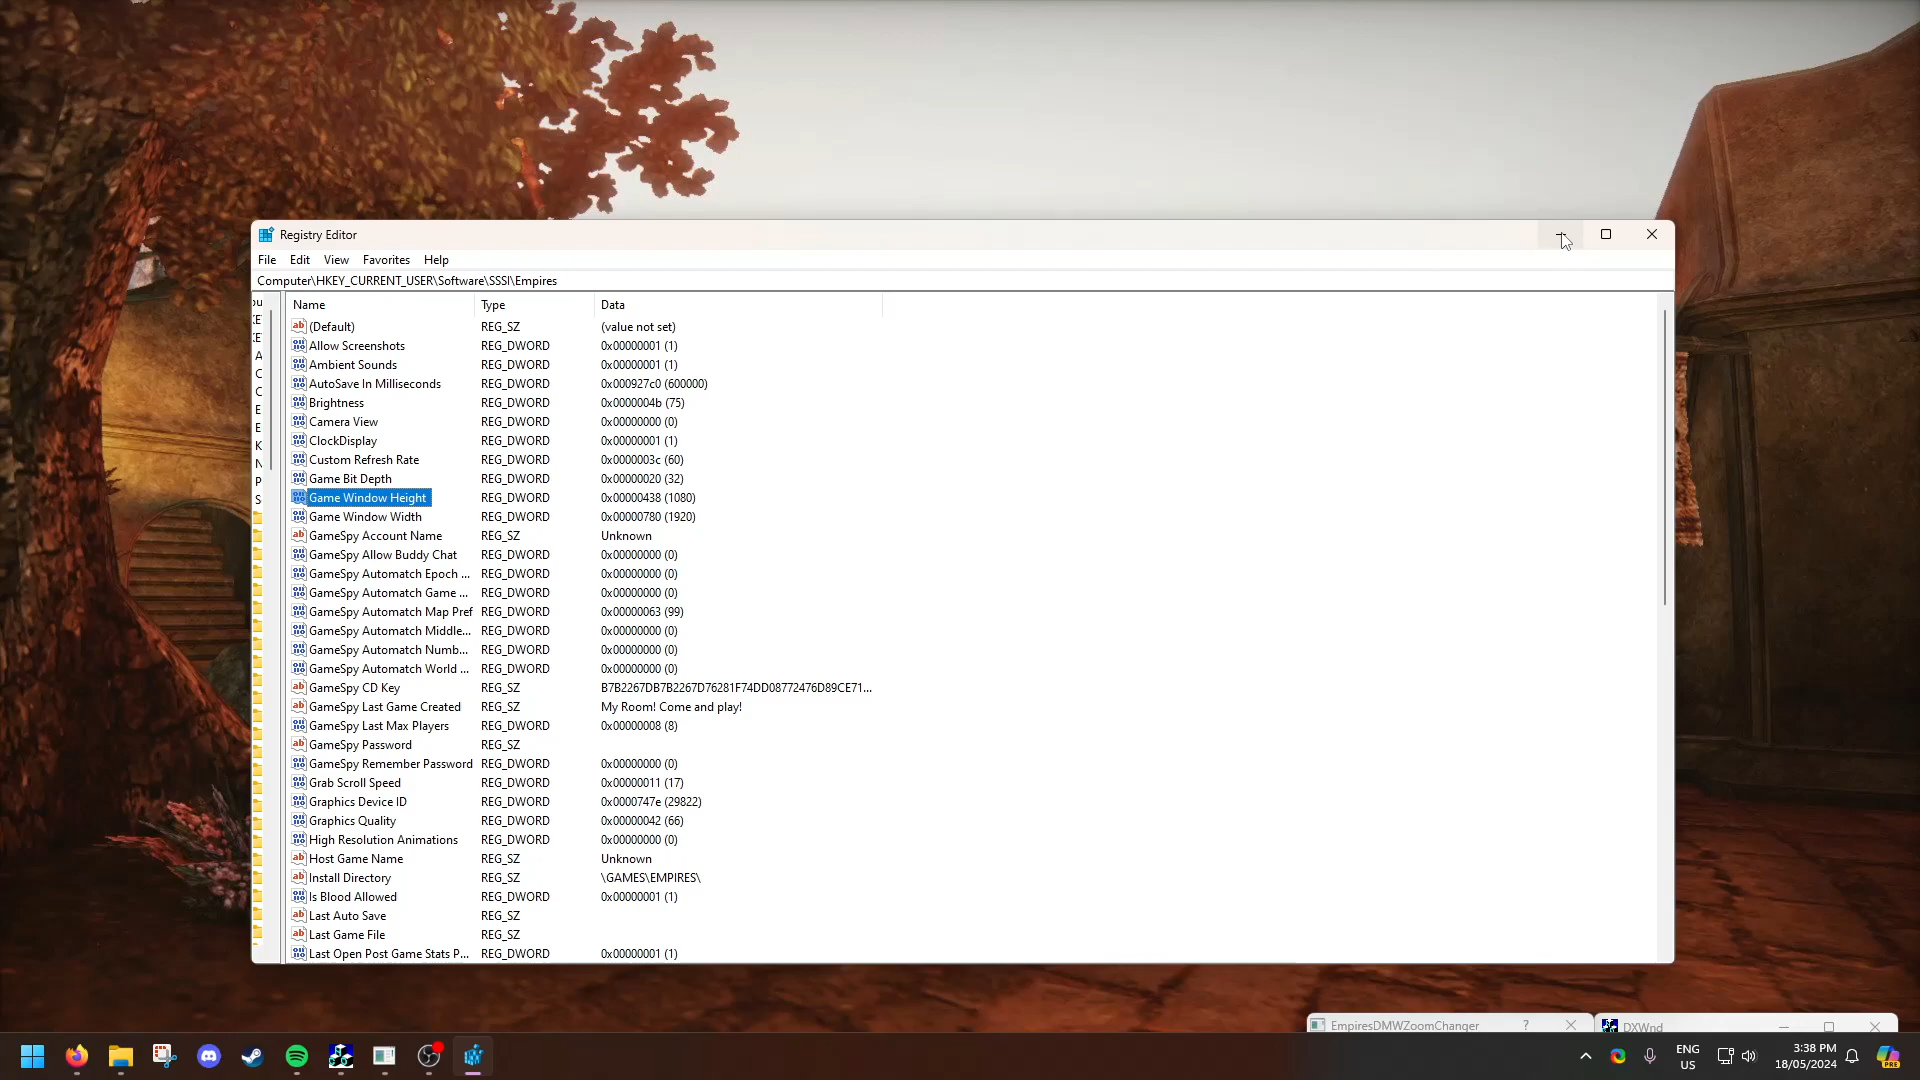 Registry Editor
File Edit View Favorites Help
Computer\HKEY_CURRENT_USER\Software\SSSI\Empires
Name Type Data
(Default) REG_SZ (value not set)
Allow Screenshots REG_DWORD 0x00000001 (1)
Ambient Sounds REG_DWORD 0x00000001 (1)
AutoSave In Milliseconds REG_DWORD 0x000927c0 (600000)
Brightness REG_DWORD 0x0000004b (75)
Camera View REG_DWORD 0x00000000 (0)
ClockDisplay REG_DWORD 0x00000001 (1)
Custom Refresh Rate REG_DWORD 0x0000003c (60)
Game Bit Depth REG_DWORD 0x00000020 (32)
Game Window Height REG_DWORD 0x00000438 (1080)
Game Window Width REG_DWORD 0x00000780 (1920)
GameSpy Account Name REG_SZ Unknown
GameSpy Allow Buddy Chat REG_DWORD 0x00000000 (0)
GameSpy Automatch Epoch ... REG_DWORD 0x00000000 (0)
GameSpy Automatch Game ... REG_DWORD 0x00000000 (0)
GameSpy Automatch Map Pref REG_DWORD 0x00000063 (99)
GameSpy Automatch Middle... REG_DWORD 0x00000000 (0)
GameSpy Automatch Numb... REG_DWORD 0x00000000 (0)
GameSpy Automatch World ... REG_DWORD 0x00000000 (0)
GameSpy CD Key REG_SZ B7B2267DB7B2267D76281F74DD08772476D89CE71...
GameSpy Last Game Created REG_SZ My Room! Come and play!
GameSpy Last Max Players REG_DWORD 0x00000008 (8)
GameSpy Password REG_SZ
GameSpy Remember Password REG_DWORD 0x00000000 (0)
Grab Scroll Speed REG_DWORD 0x00000011 (17)
Graphics Device ID REG_DWORD 0x0000747e (29822)
Graphics Quality REG_DWORD 0x00000042 (66)
High Resolution Animations REG_DWORD 0x00000000 (0)
Host Game Name REG_SZ Unknown
Install Directory REG_SZ \GAMES\EMPIRES\
Is Blood Allowed REG_DWORD 0x00000001 (1)
Last Auto Save REG_SZ
Last Game File REG_SZ
Last Open Post Game Stats P... REG_DWORD 0x00000001 (1)
EmpiresDMWZoomChanger ?
DXWnd
ENG
US
3:38 PM
18/05/2024
PRE